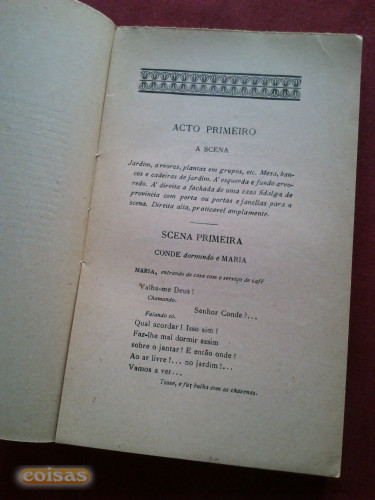 ACTO PRIMEIRO
A SCENA
Jardim, arvores, plantas em grupos, etc. Mesa, ban-
cos e cadeiras de jardim. A' esquerda e fundo arvo-
redo. A' direita a fachada de uma casa fidalga de
provincia com porta ou portas e janellas para a
scena. Direita alta, praticavel amplamente.
SCENA PRIMEIRA
CONDE dormindo e MARIA
MARIA, entrando de casa com o serviço de café
Valha-me Deus!
Chamando.
Senhor Conde?...
Falando só.
Qual acordar! Isso sim!
Faz-lhe mal dormir assim
sobre o jantar! E então onde!
Ao ar livre!... no jardim!...
Vamos a ver...
Tosse, e faz bulha com as chavenas.
coisas